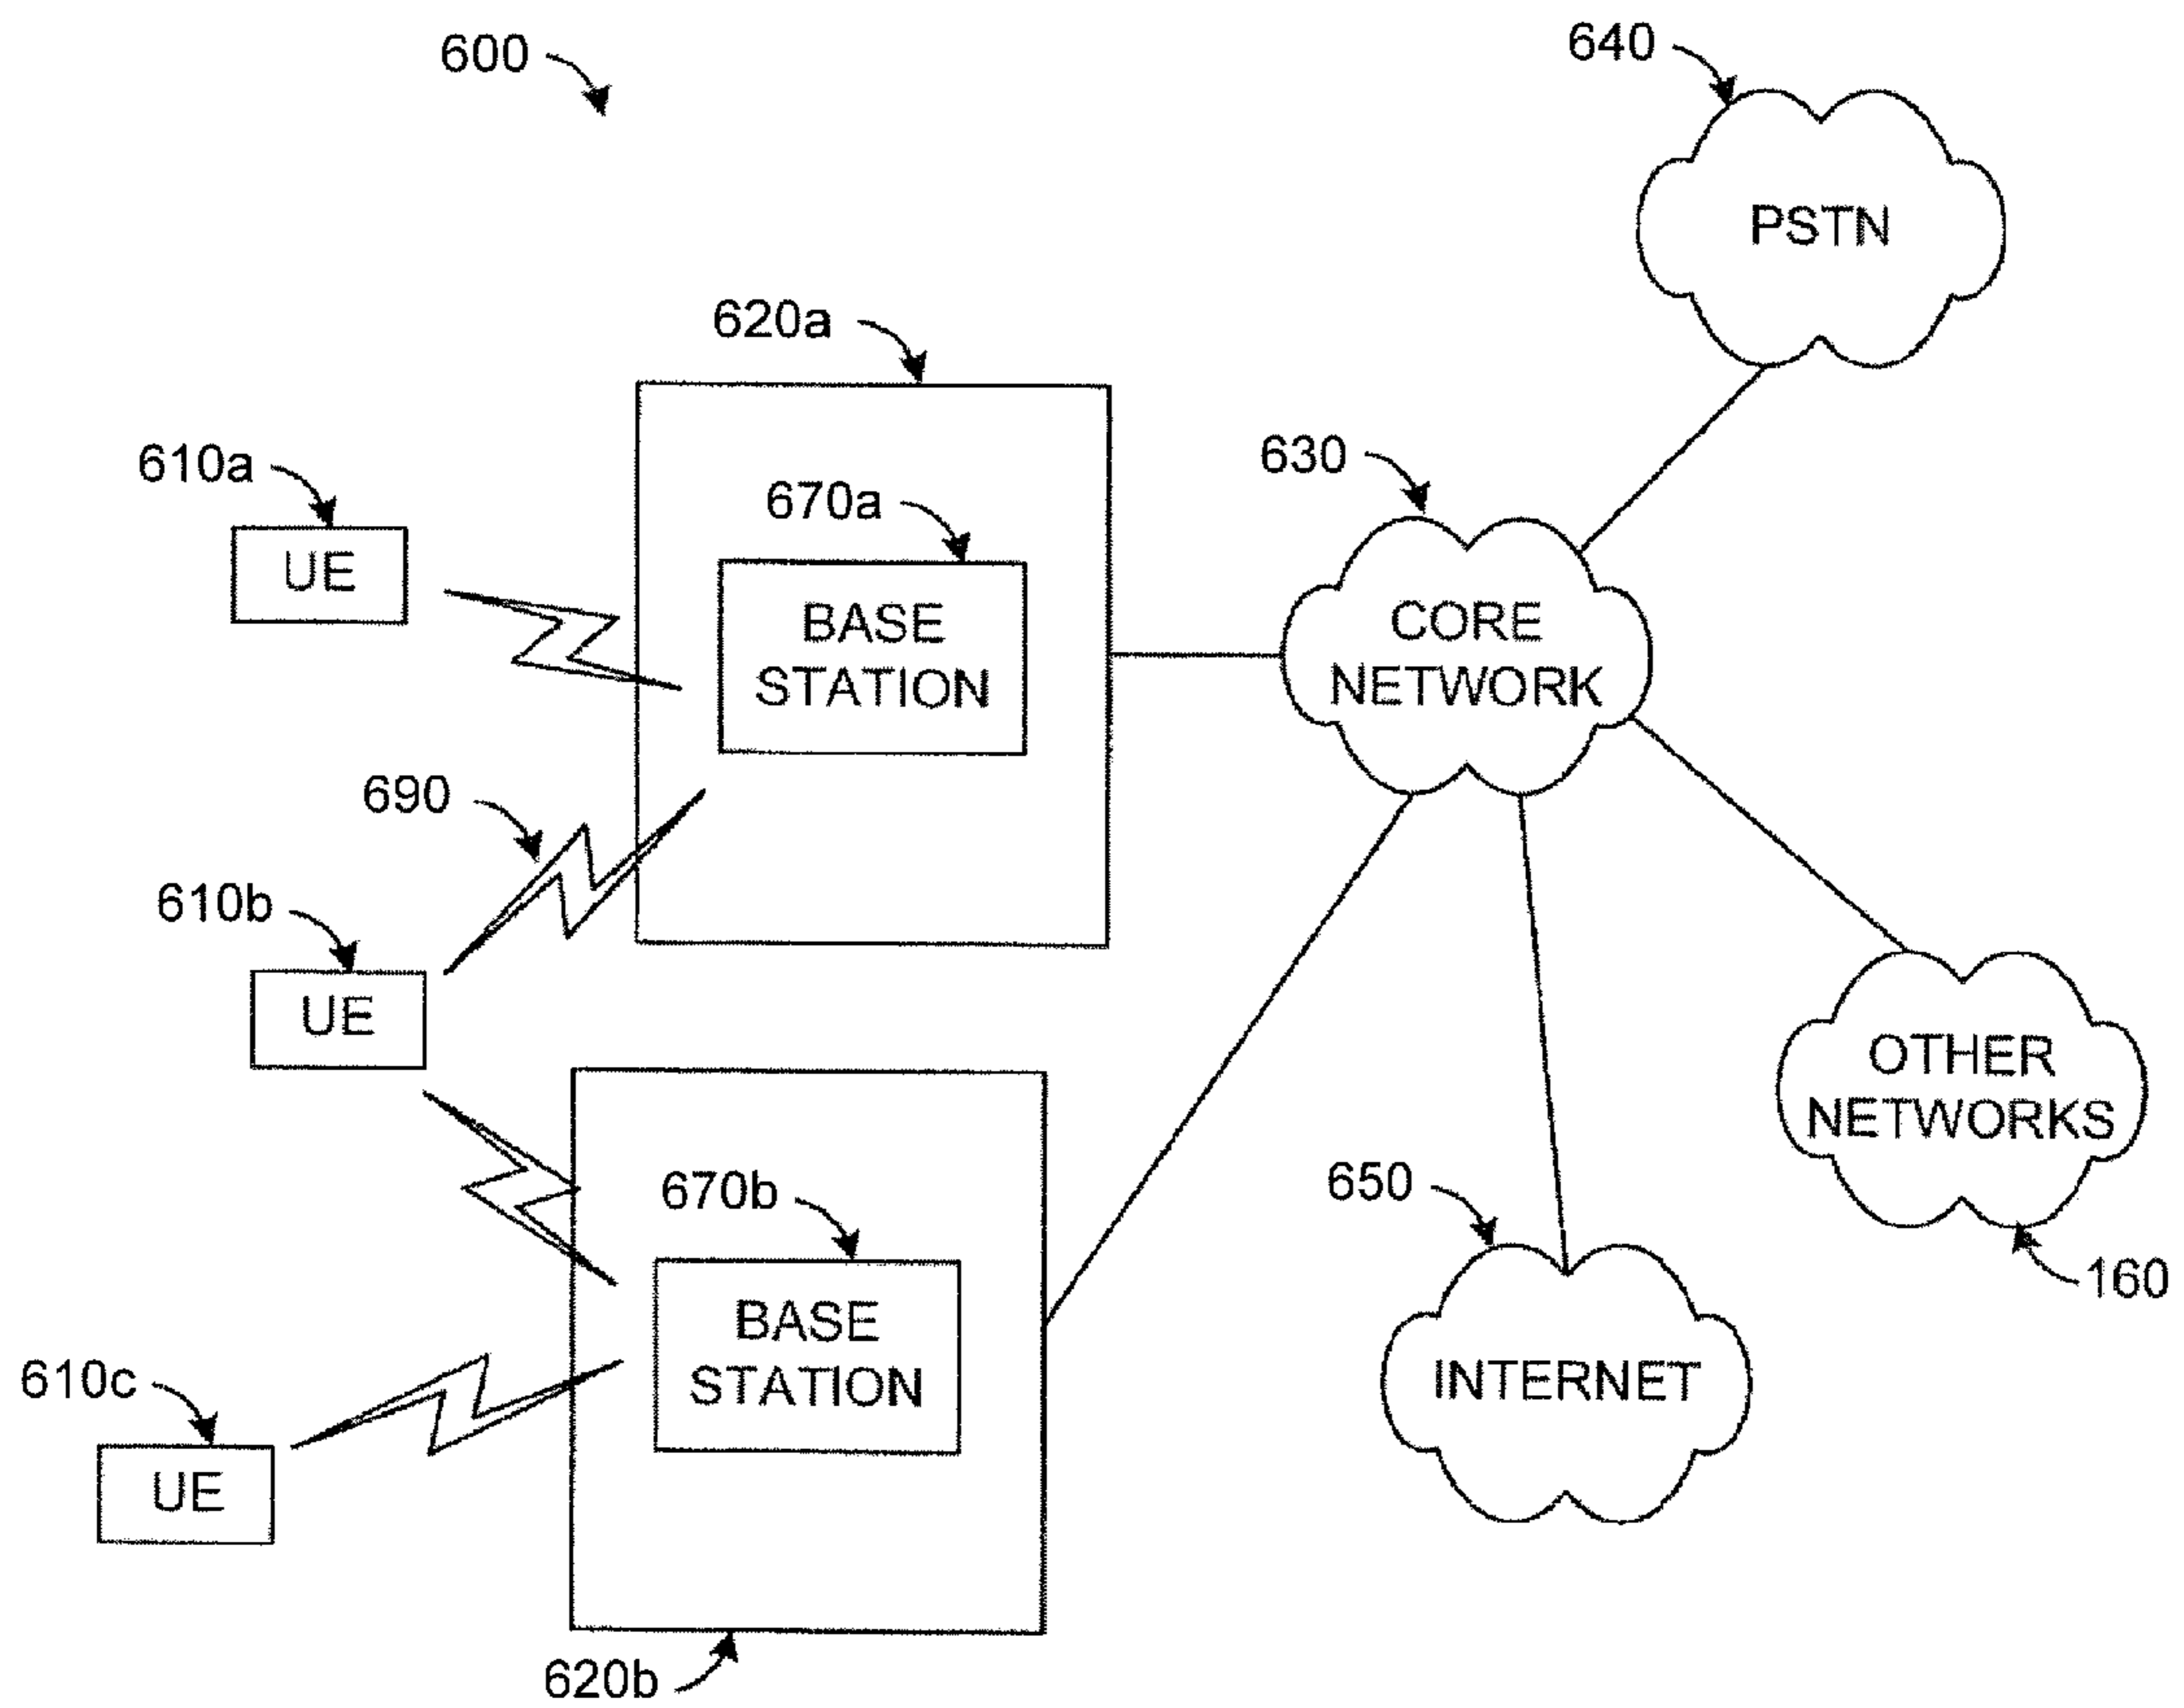 600
640
PSTN
620a
610a
UE
670a
BASE
STATION
630
CORE
NETWORK
690
610b
UE
OTHER
NETWORKS
160
670b
BASE
STATION
650
INTERNET
610c
UE
620b